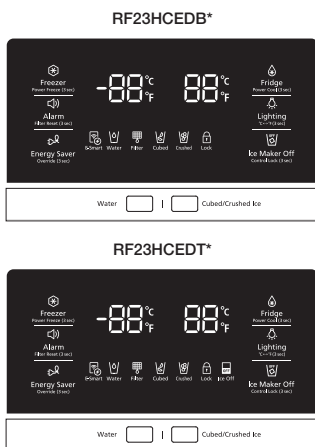 RF23HCEDB*
-88 °C °F 88 °C °F
Freezer
Power Freeze (3 sec)
Fridge
Power Cool (3 sec)
Alarm
Filter Reset (3 sec)
Lighting
°C↔°F (3 sec)
Energy Saver
Override (3 sec)
E-Smart Water Filter Cubed Crushed Lock
Ice Maker Off
Control Lock (3 sec)
Water Cubed/Crushed Ice
RF23HCEDT*
-88 °C °F 88 °C °F
Freezer
Power Freeze (3 sec)
Fridge
Power Cool (3 sec)
Alarm
Filter Reset (3 sec)
Lighting
°C↔°F (3 sec)
Energy Saver
Override (3 sec)
E-Smart Water Filter Cubed Crushed Lock Ice Off
Ice Maker Off
Control Lock (3 sec)
Water Cubed/Crushed Ice